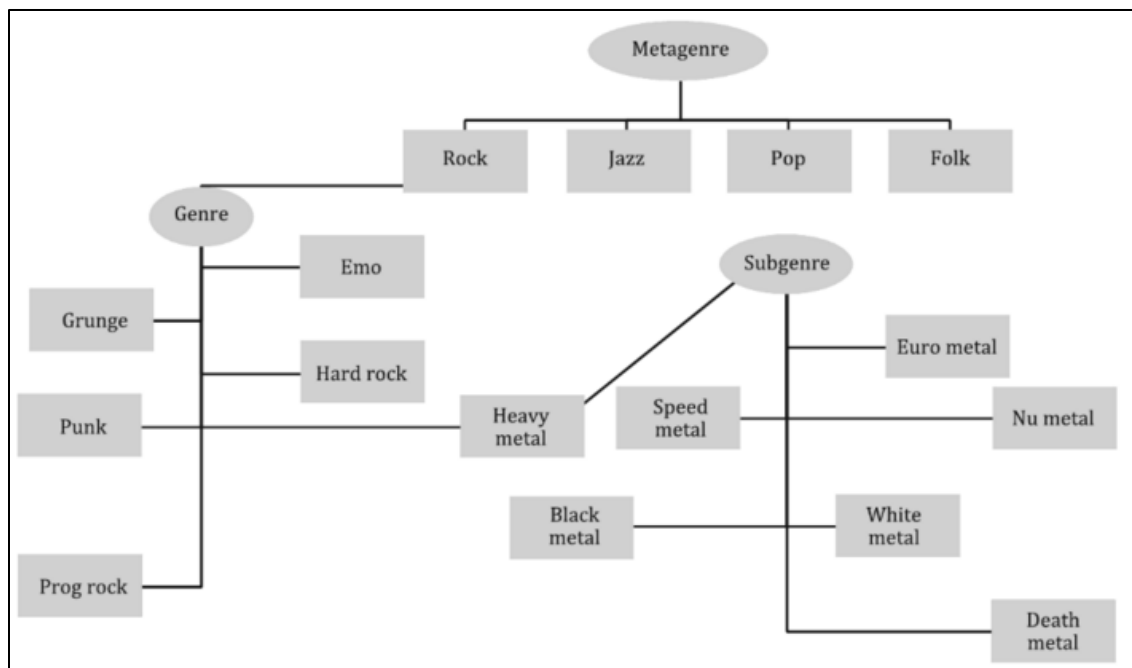 Metagenre
Rock
Jazz
Pop
Folk
Genre
Emo
Grunge
Hard rock
Punk
Prog rock
Heavy
metal
Subgenre
Euro metal
Speed
metal
Nu metal
Black
metal
White
metal
Death
metal